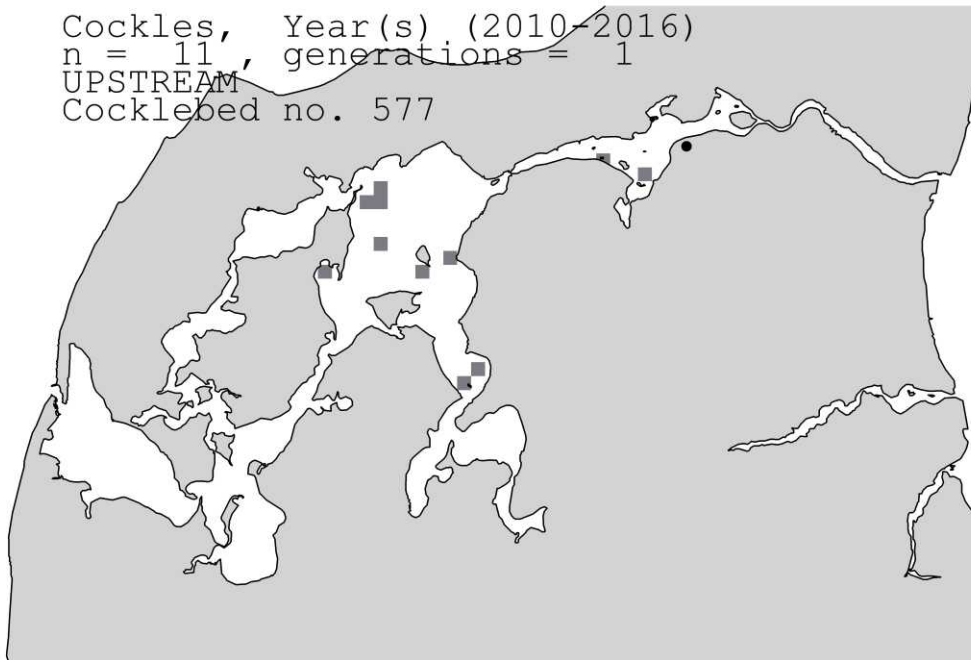 Cockles, Year(s) (2010-2016)
n = 11 , generations = 1
UPSTREAM
Cocklebed no. 577